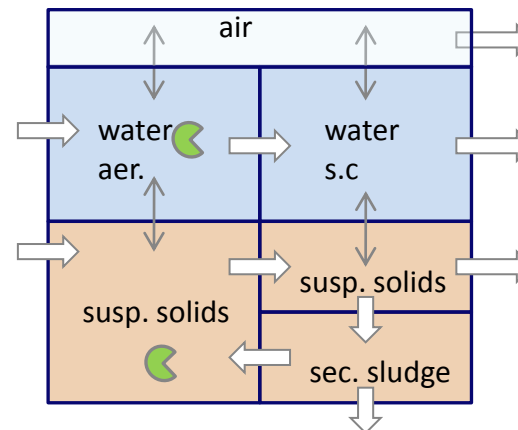 air
water
aer.
water
s.c
susp. solids
susp. solids
sec. sludge